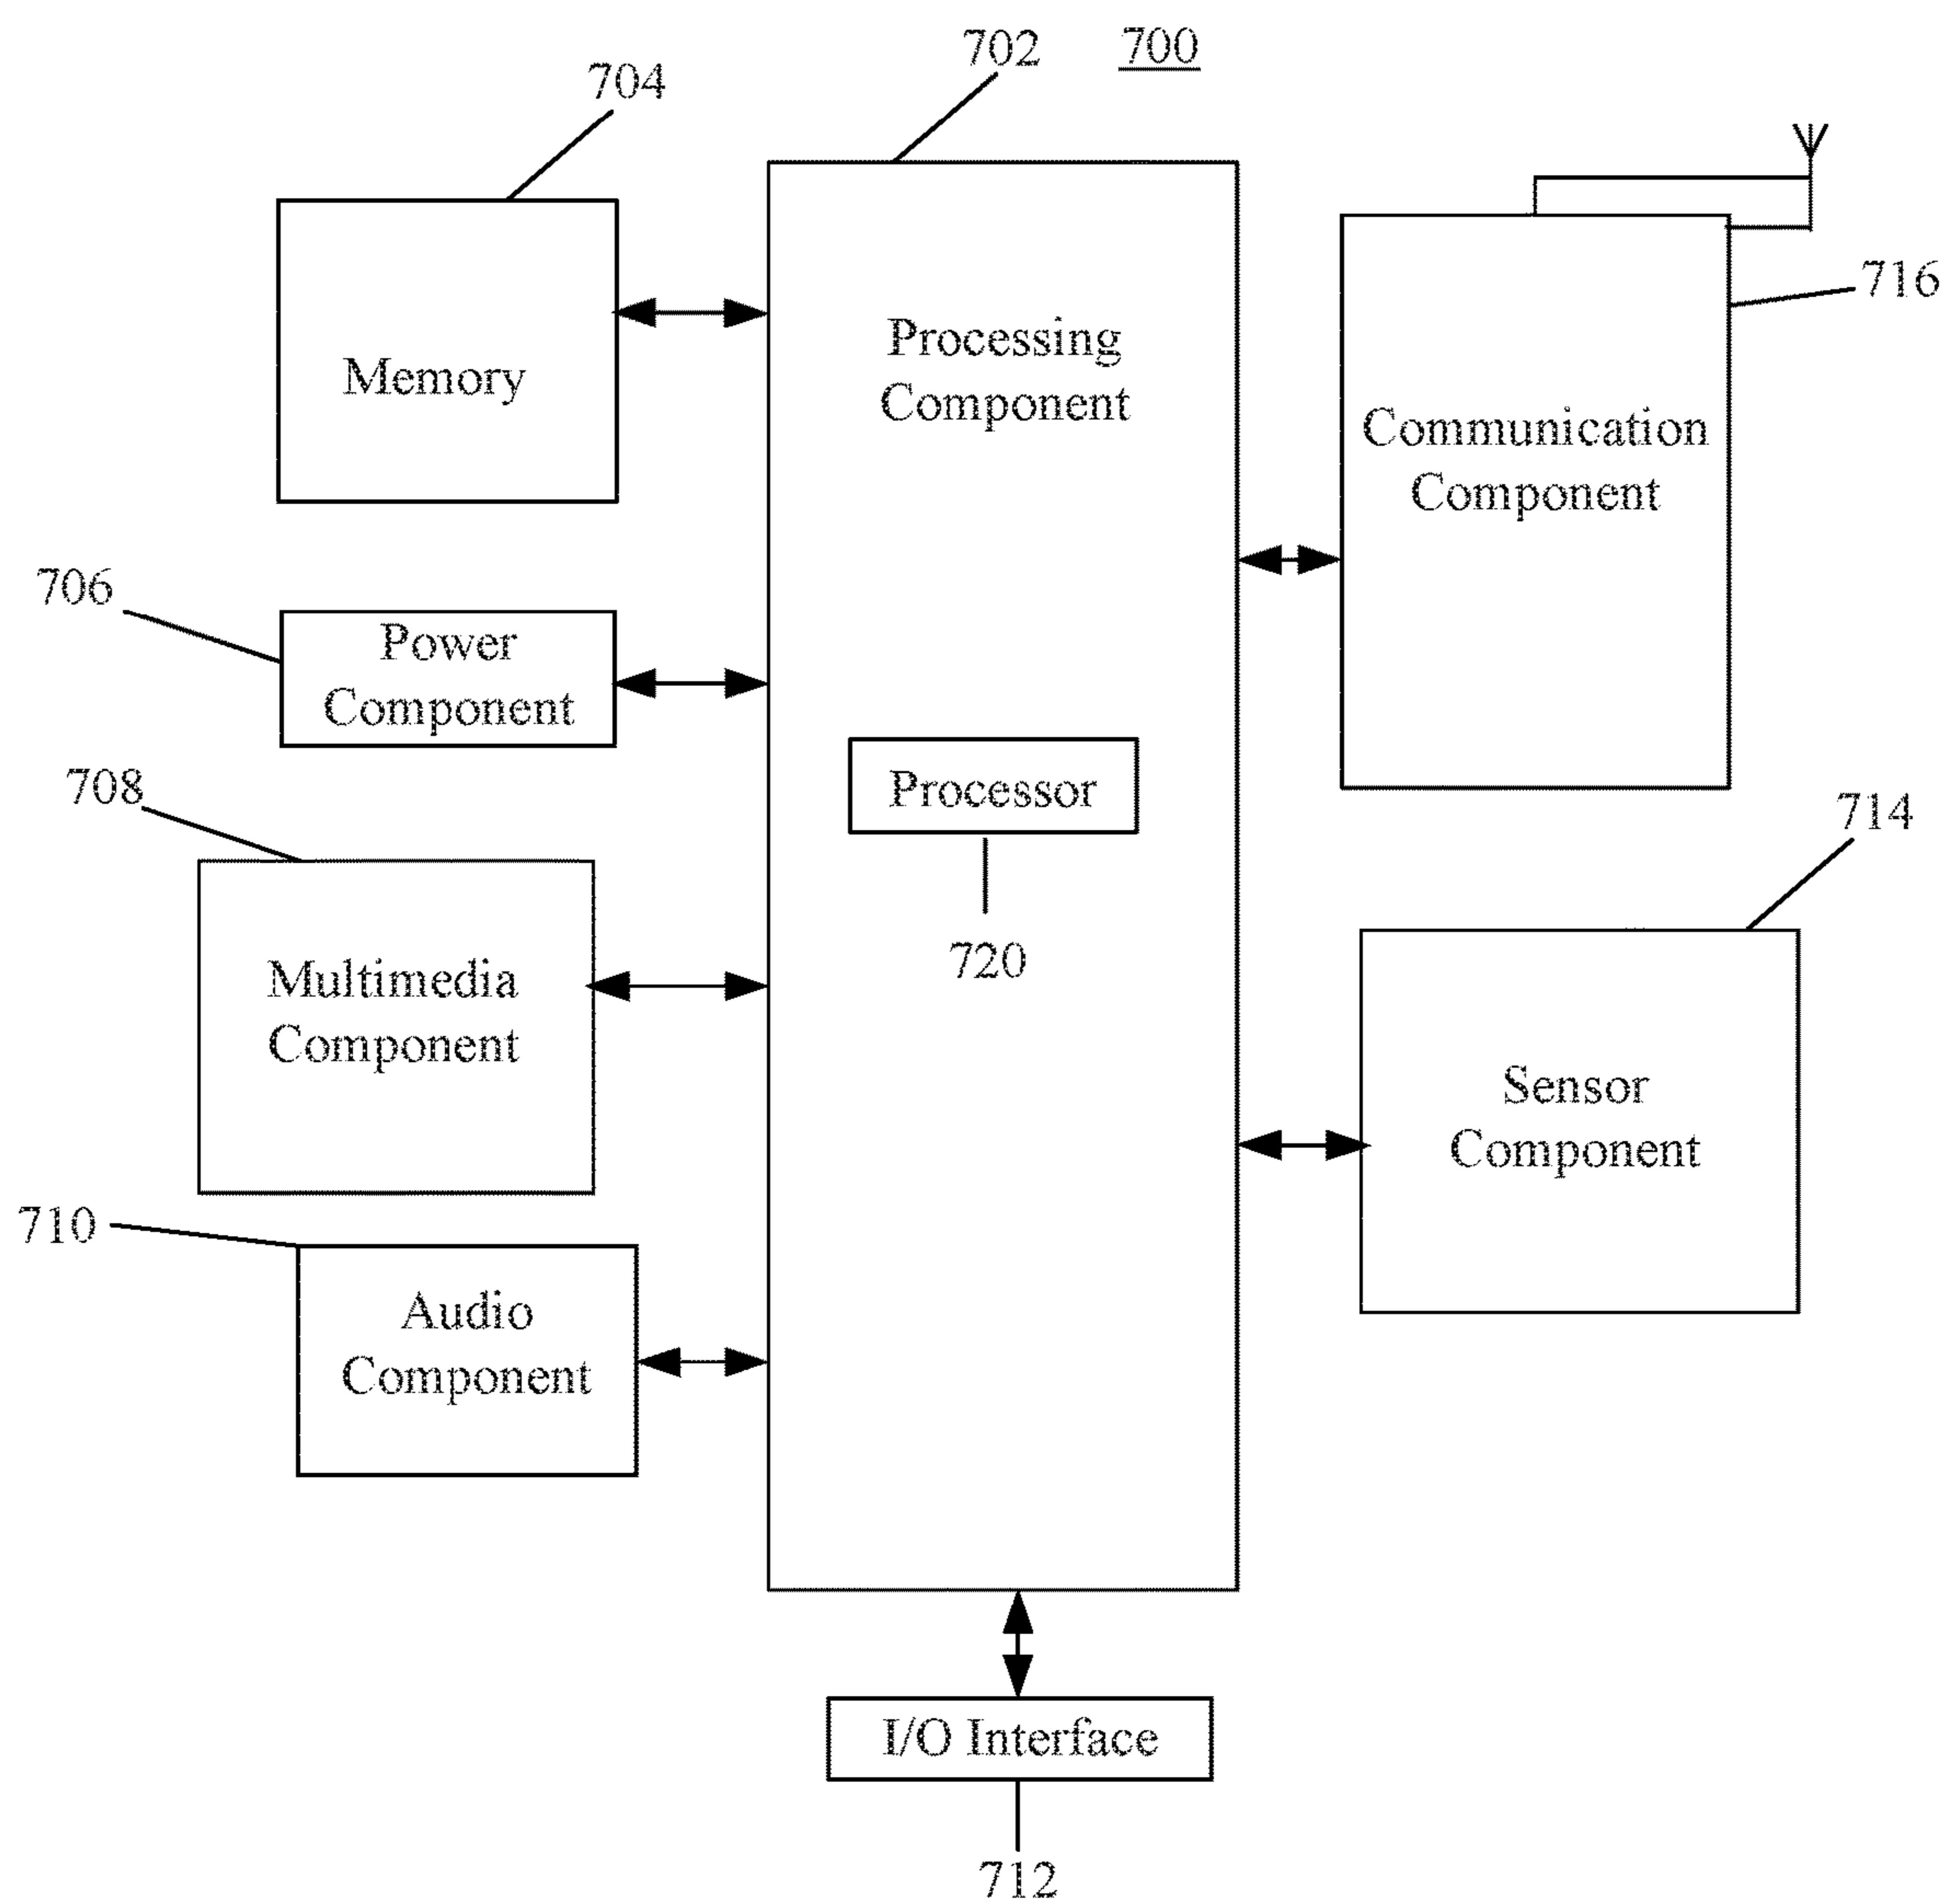 702
700
704
716
Memory
Processing
Component
Communication
Component
706
Power
Component
708
Processor
714
720
Multimedia
Component
Sensor
Component
710
Audio
Component
I/O Interface
712